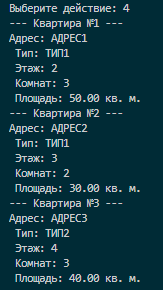 Выберите действие: 4
--- Квартира №1 ---
Адрес: АДРЕС1
Тип: ТИП1
Этаж: 2
Комнат: 3
Площадь: 50.00 кв. м.
--- Квартира №2 ---
Адрес: АДРЕС2
Тип: ТИП1
Этаж: 3
Комнат: 2
Площадь: 30.00 кв. м.
--- Квартира №3 ---
Адрес: АДРЕС3
Тип: ТИП2
Этаж: 4
Комнат: 3
Площадь: 40.00 кв. м.